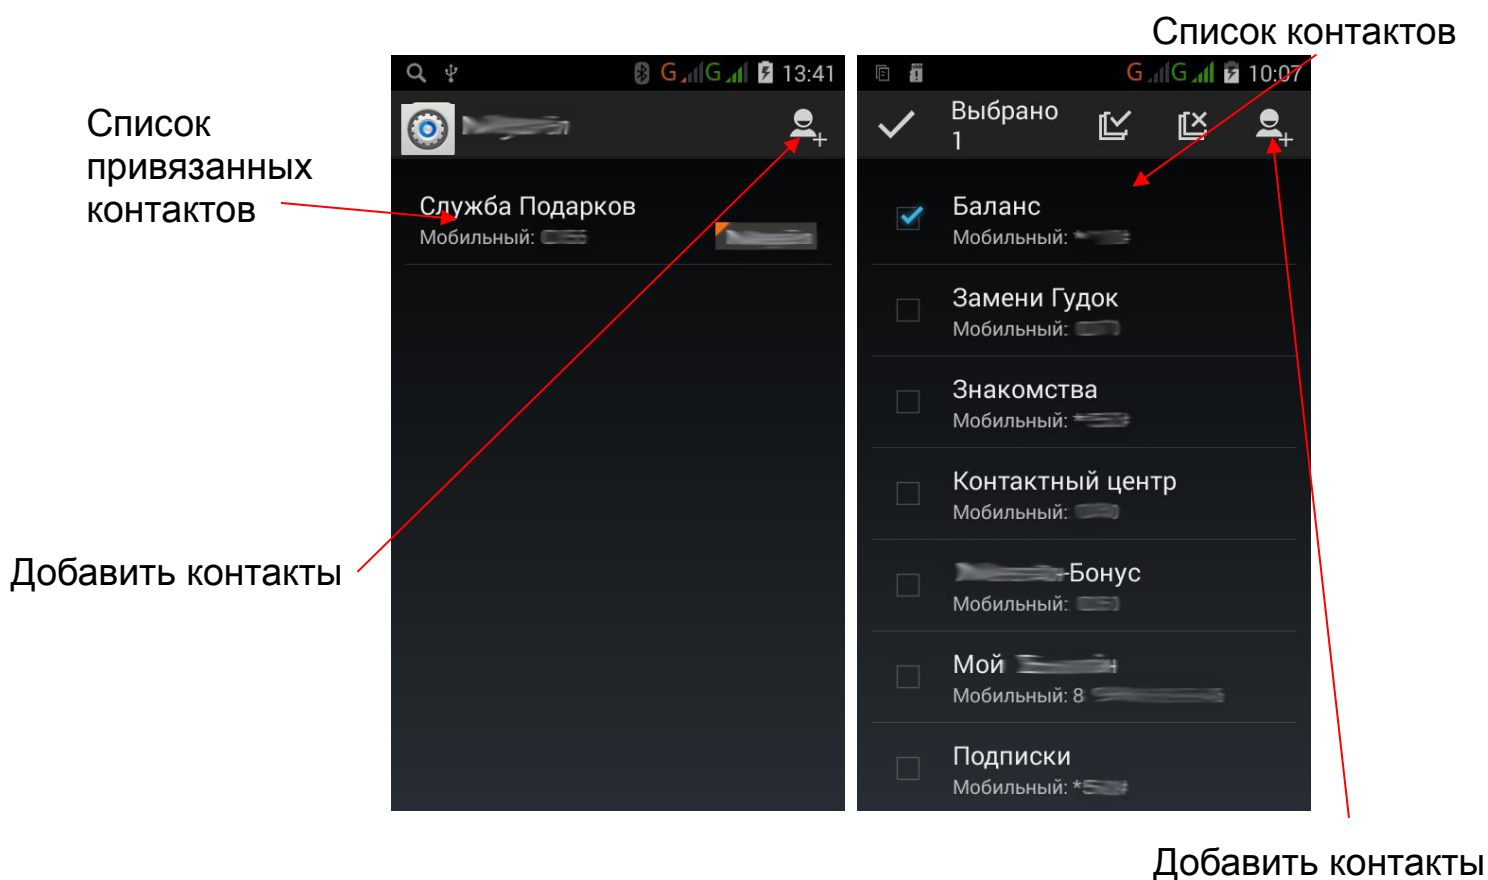 Список контактов
Список
привязанных
контактов
Добавить контакты
G G 13:41
Служба Подарков
Мобильный:
G G 10:07
Выбрано
1
Баланс
Мобильный: *
Замени Гудок
Мобильный:
Знакомства
Мобильный: *
Контактный центр
Мобильный:
-Бонус
Мобильный:
Мой
Мобильный: 8
Подписки
Мобильный: *
Добавить контакты